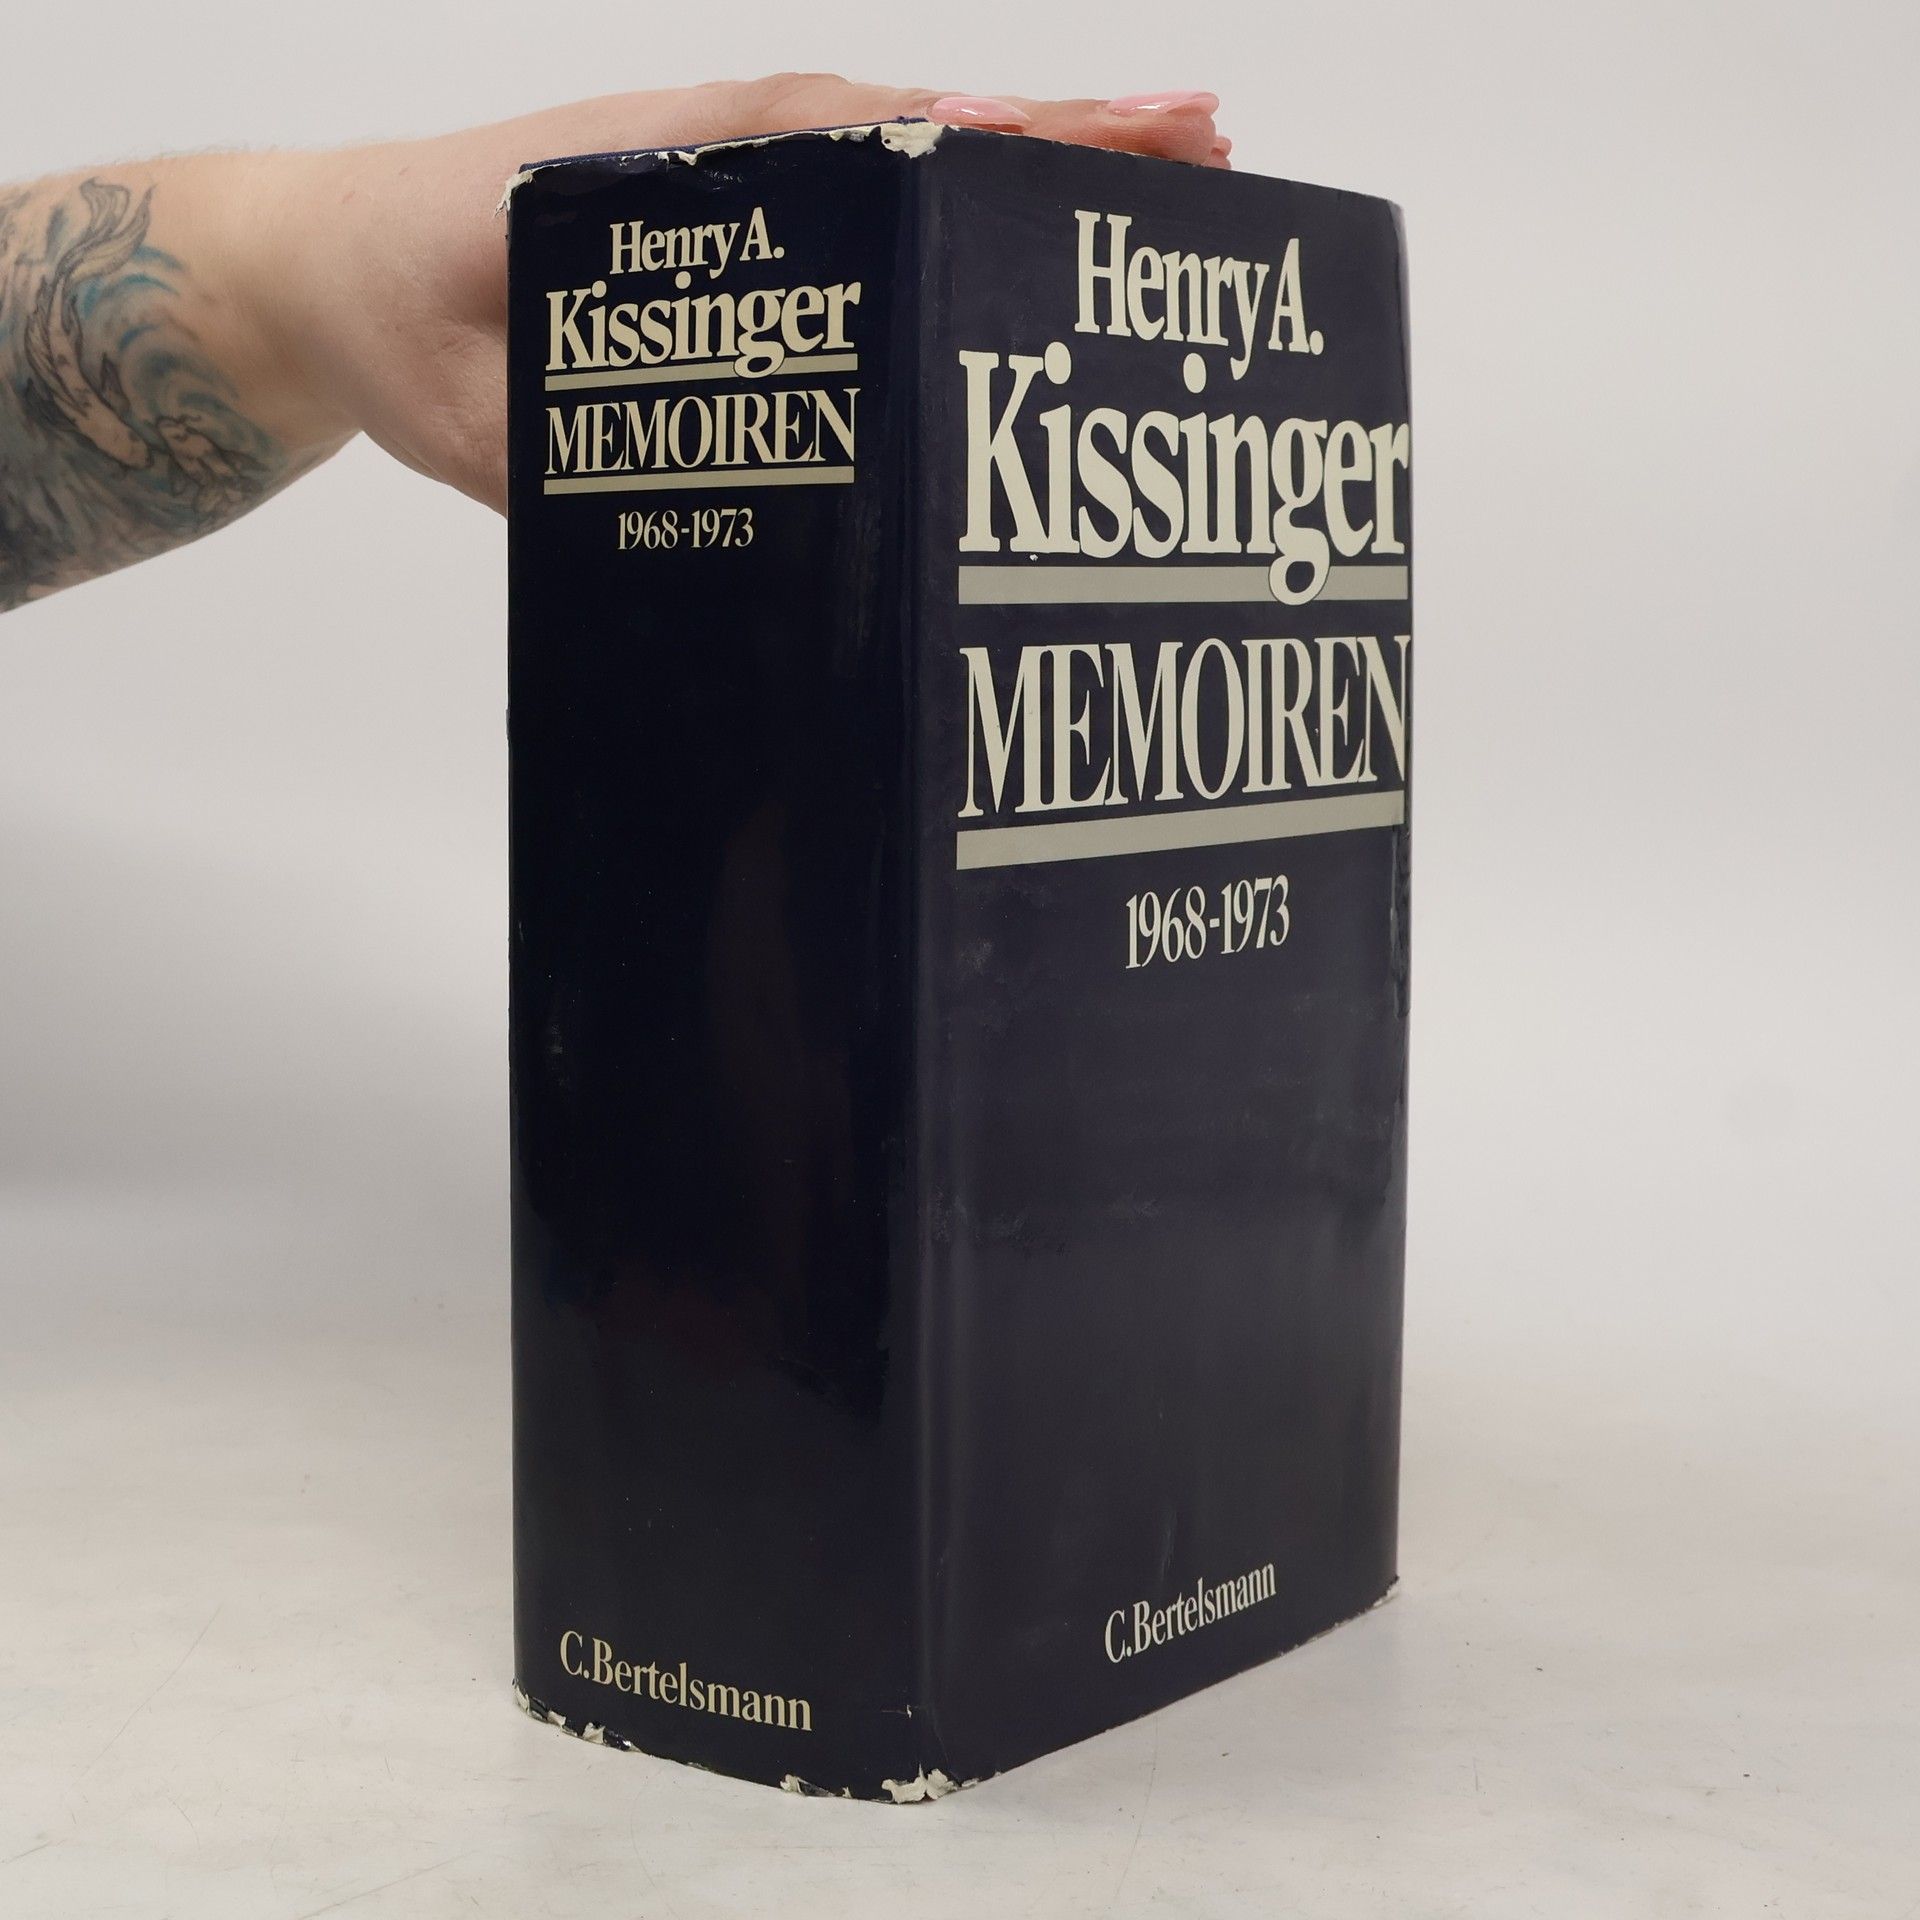 Henry A.
Kissinger
MEMOIREN
1968-1973
C.Bertelsmann
Henry A.
Kissinger
MEMOIREN
1968-1973
C.Bertelsmann